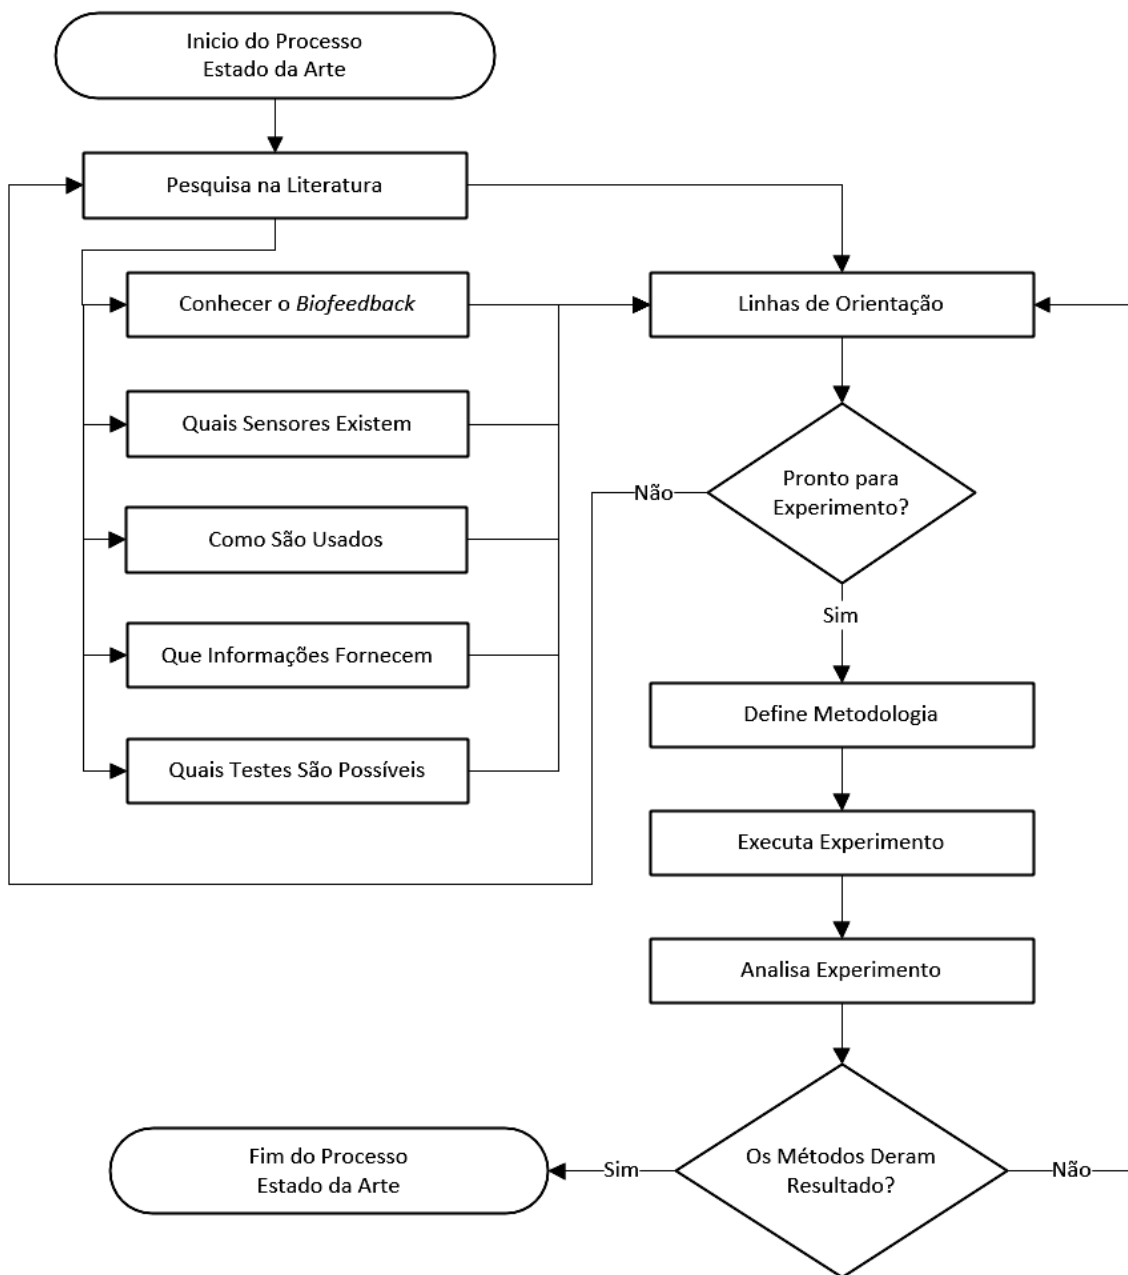 Inicio do Processo
Estado da Arte
Pesquisa na Literatura
Conhecer o Biofeedback
Linhas de Orientação
Quais Sensores Existem
Pronto para
Experimento?
Não
Como São Usados
Sim
Que Informações Fornecem
Define Metodologia
Quais Testes São Possíveis
Executa Experimento
Analisa Experimento
Os Métodos Deram
Resultado?
Sim
Não
Fim do Processo
Estado da Arte